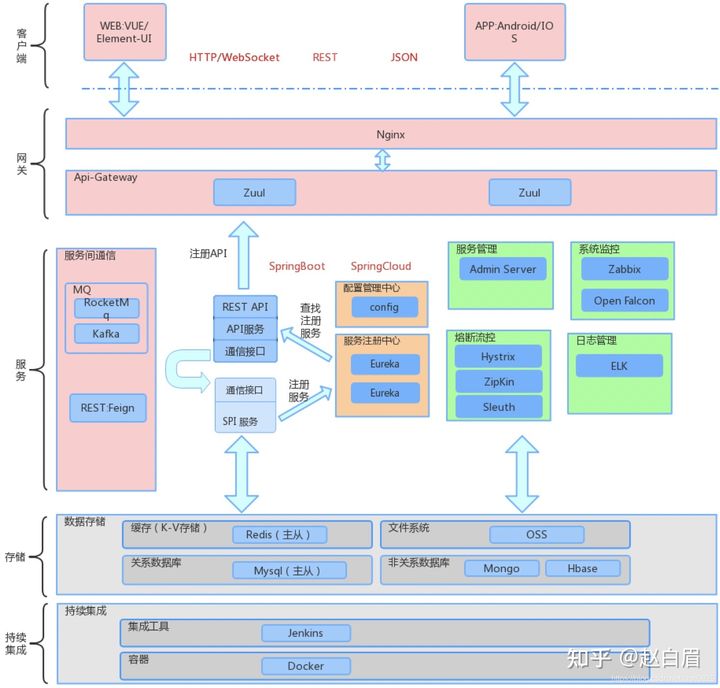 客
户
端
WEB:VUE/
Element-UI
HTTP/WebSocket
REST
JSON
APP:Android/IO
S
网
关
Nginx
Api-Gateway
Zuul
Zuul
服
务
服务间通信
MQ
RocketM
q
Kafka
REST:Feign
注册API
SpringBoot
SpringCloud
REST API
API服务
通信接口
查找
注册
服务
通信接口
SPI 服务
注册
服务
配置管理中心
config
服务注册中心
Eureka
Eureka
服务管理
Admin Server
系统监控
Zabbix
Open Falcon
熔断流控
Hystrix
ZipKin
Sleuth
日志管理
ELK
存储
数据存储
缓存（K-V存储）
Redis（主从）
文件系统
OSS
关系数据库
Mysql（主从）
非关系数据库
Mongo
Hbase
持续
集成
持续集成
集成工具
Jenkins
容器
Docker
知乎 @赵白眉